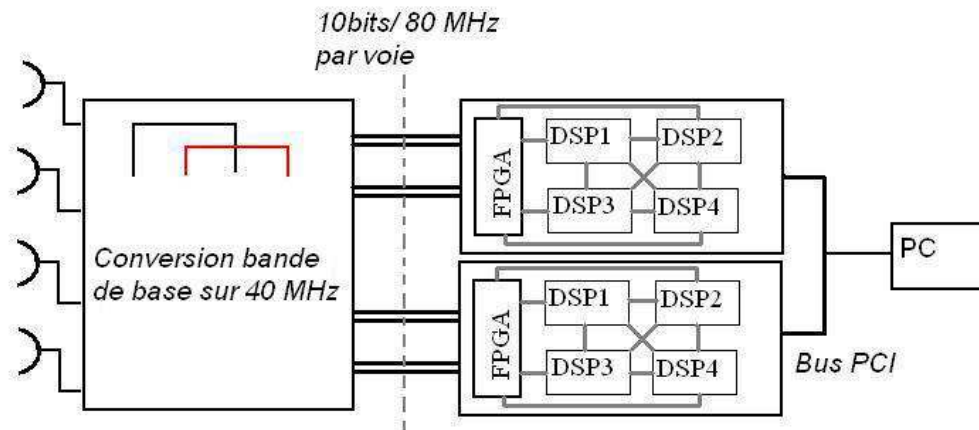 10bits/ 80 MHz
par voie
Conversion bande
de base sur 40 MHz
FPGA
DSP1
DSP2
DSP3
DSP4
FPGA
DSP1
DSP2
DSP3
DSP4
PC
Bus PCI